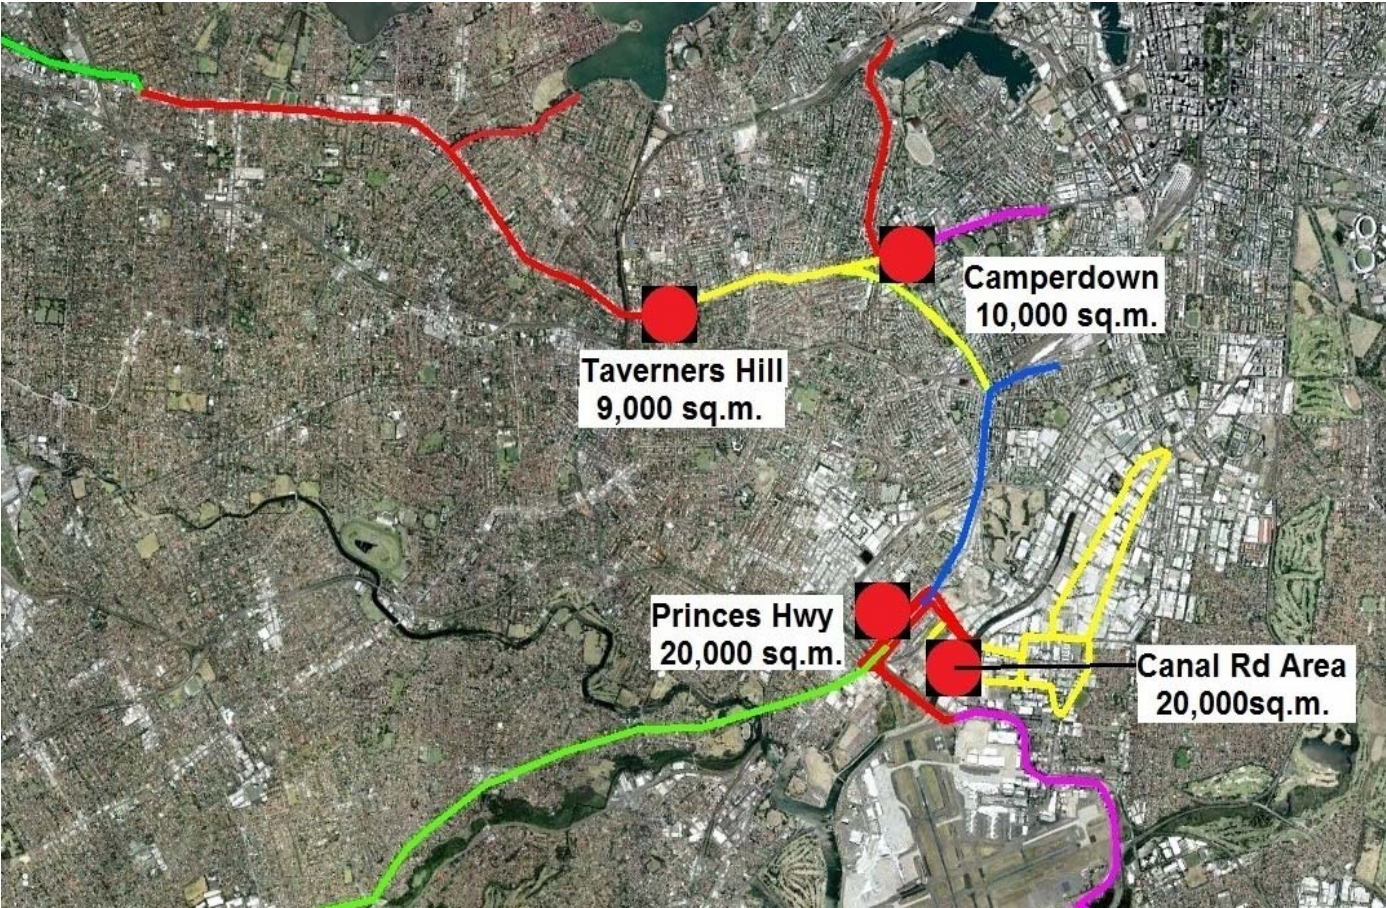 Camperdown
10,000 sq.m.
Taverners Hill
9,000 sq.m.
Princes Hwy
20,000 sq.m.
Canal Rd Area
20,000sq.m.